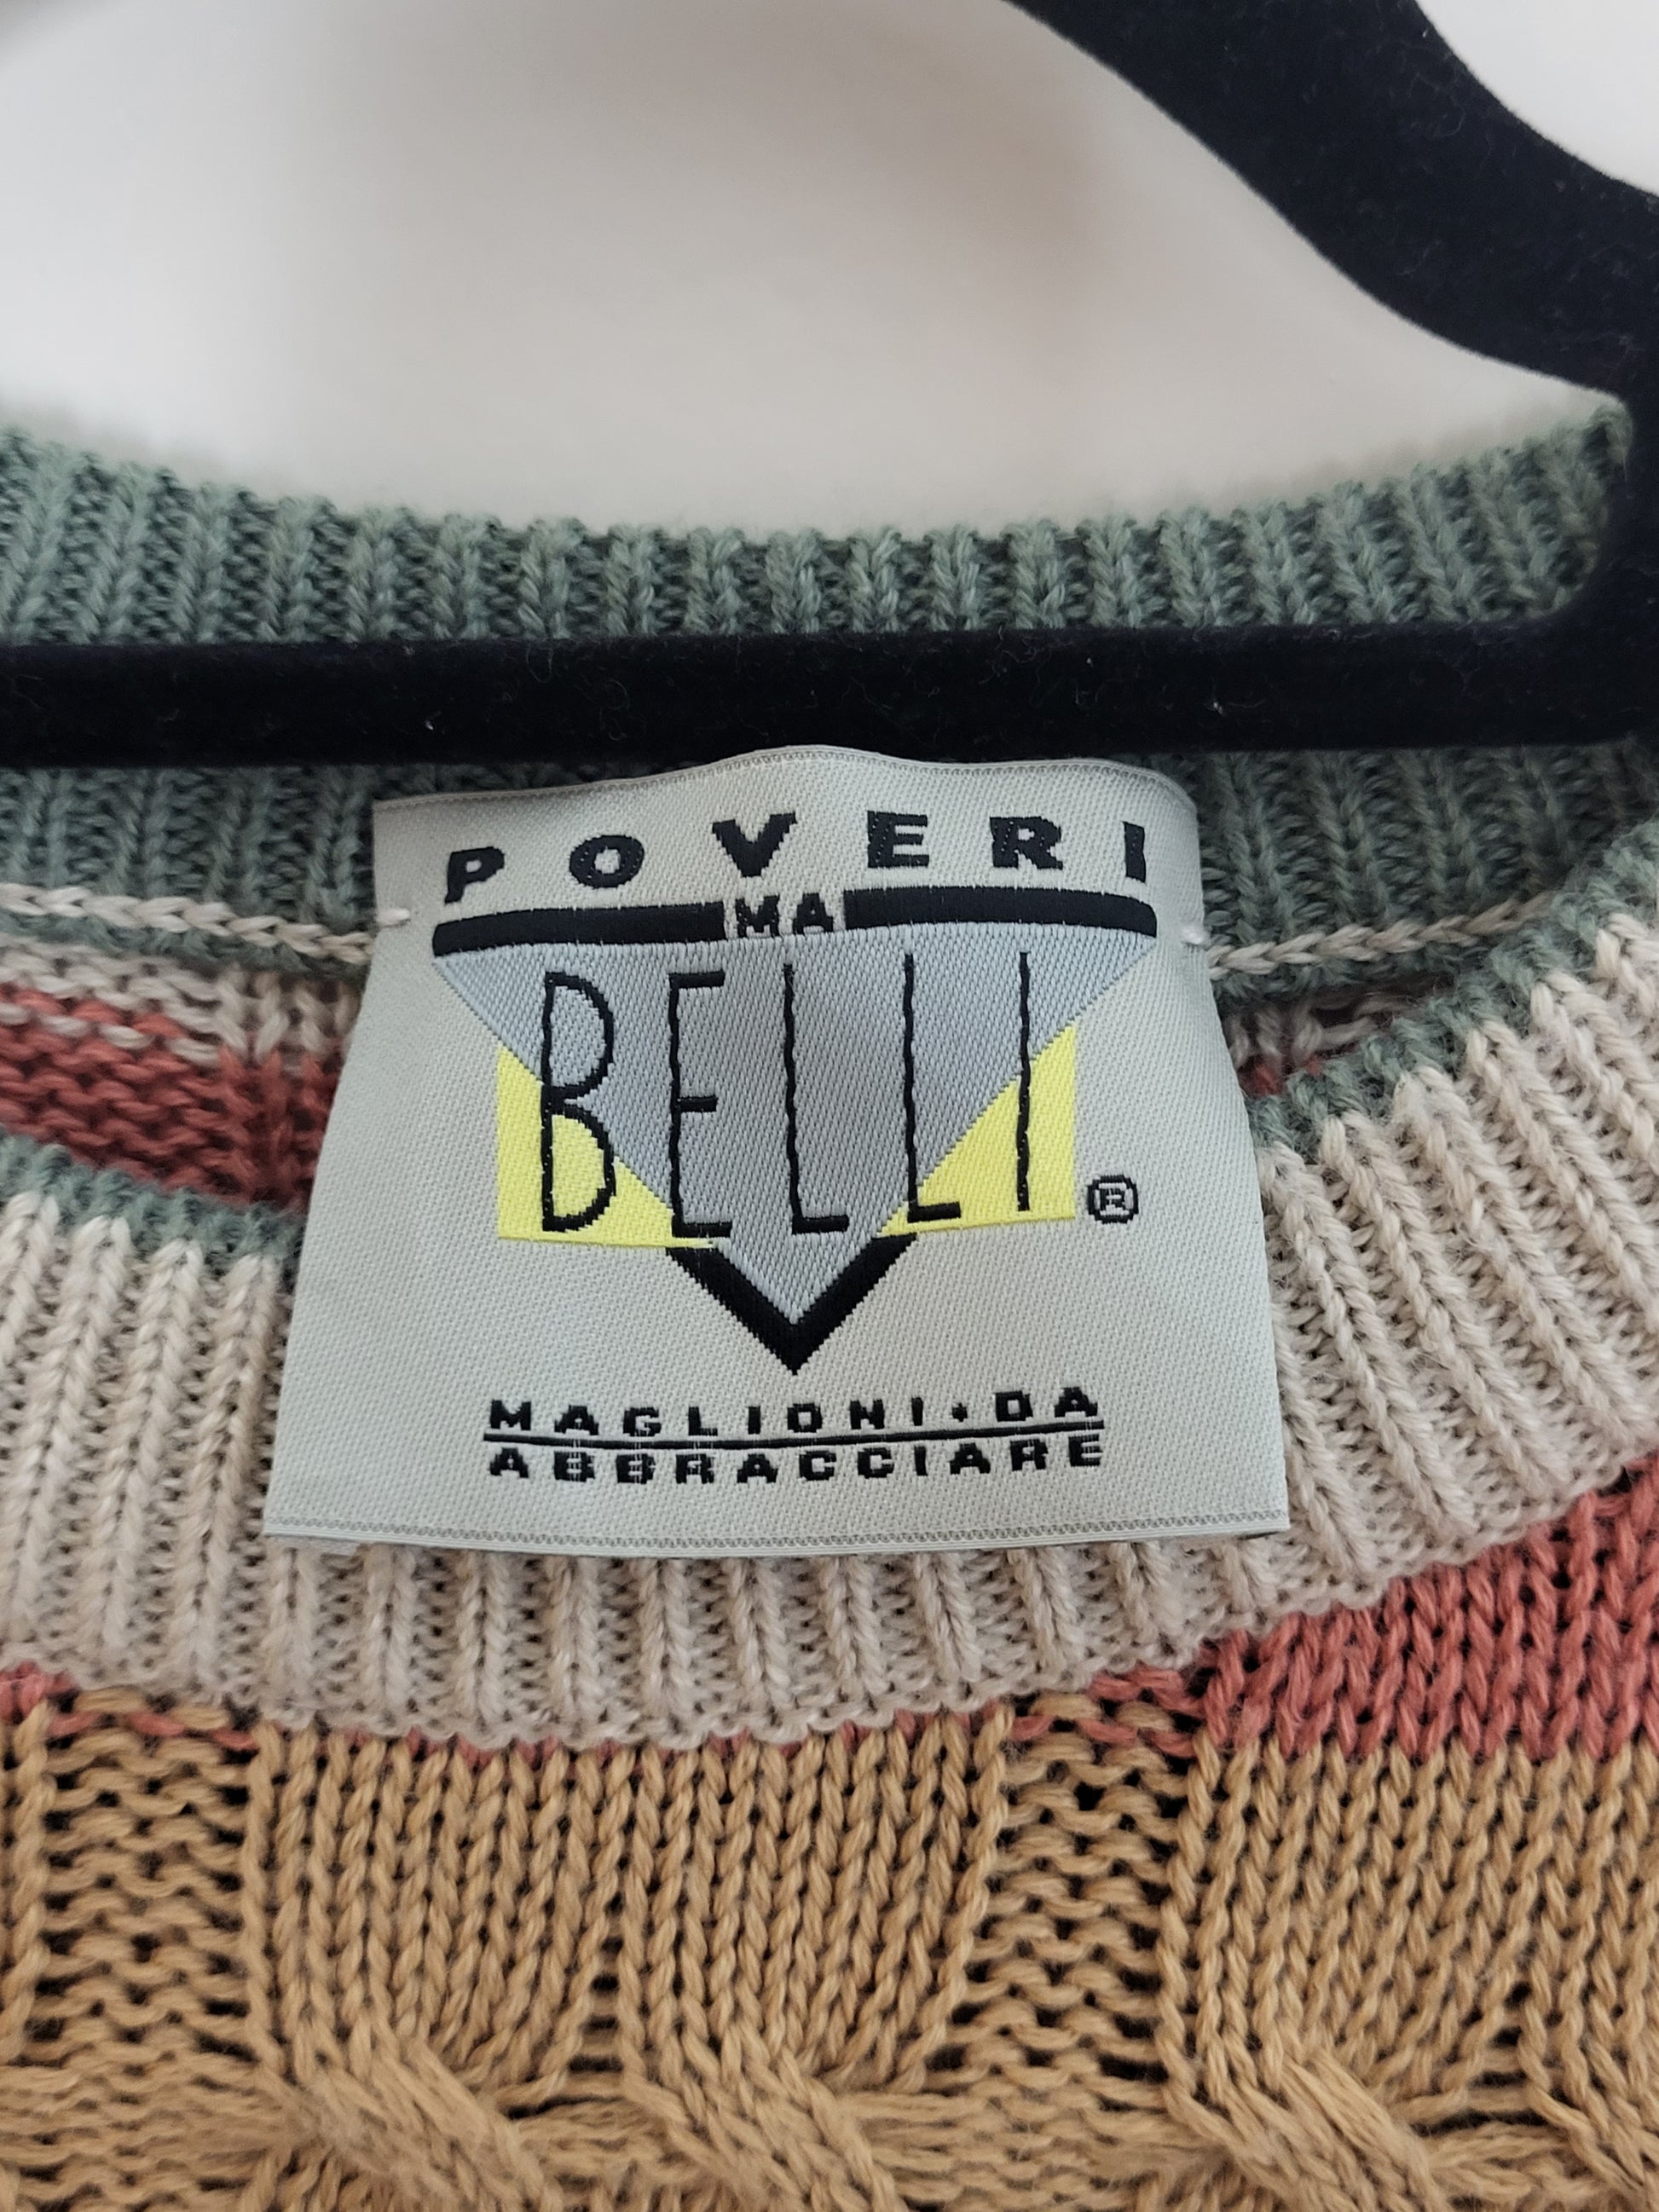 POVERI
MA
BELLI ®
MAGLIONI•DA
ABBRACCIARE